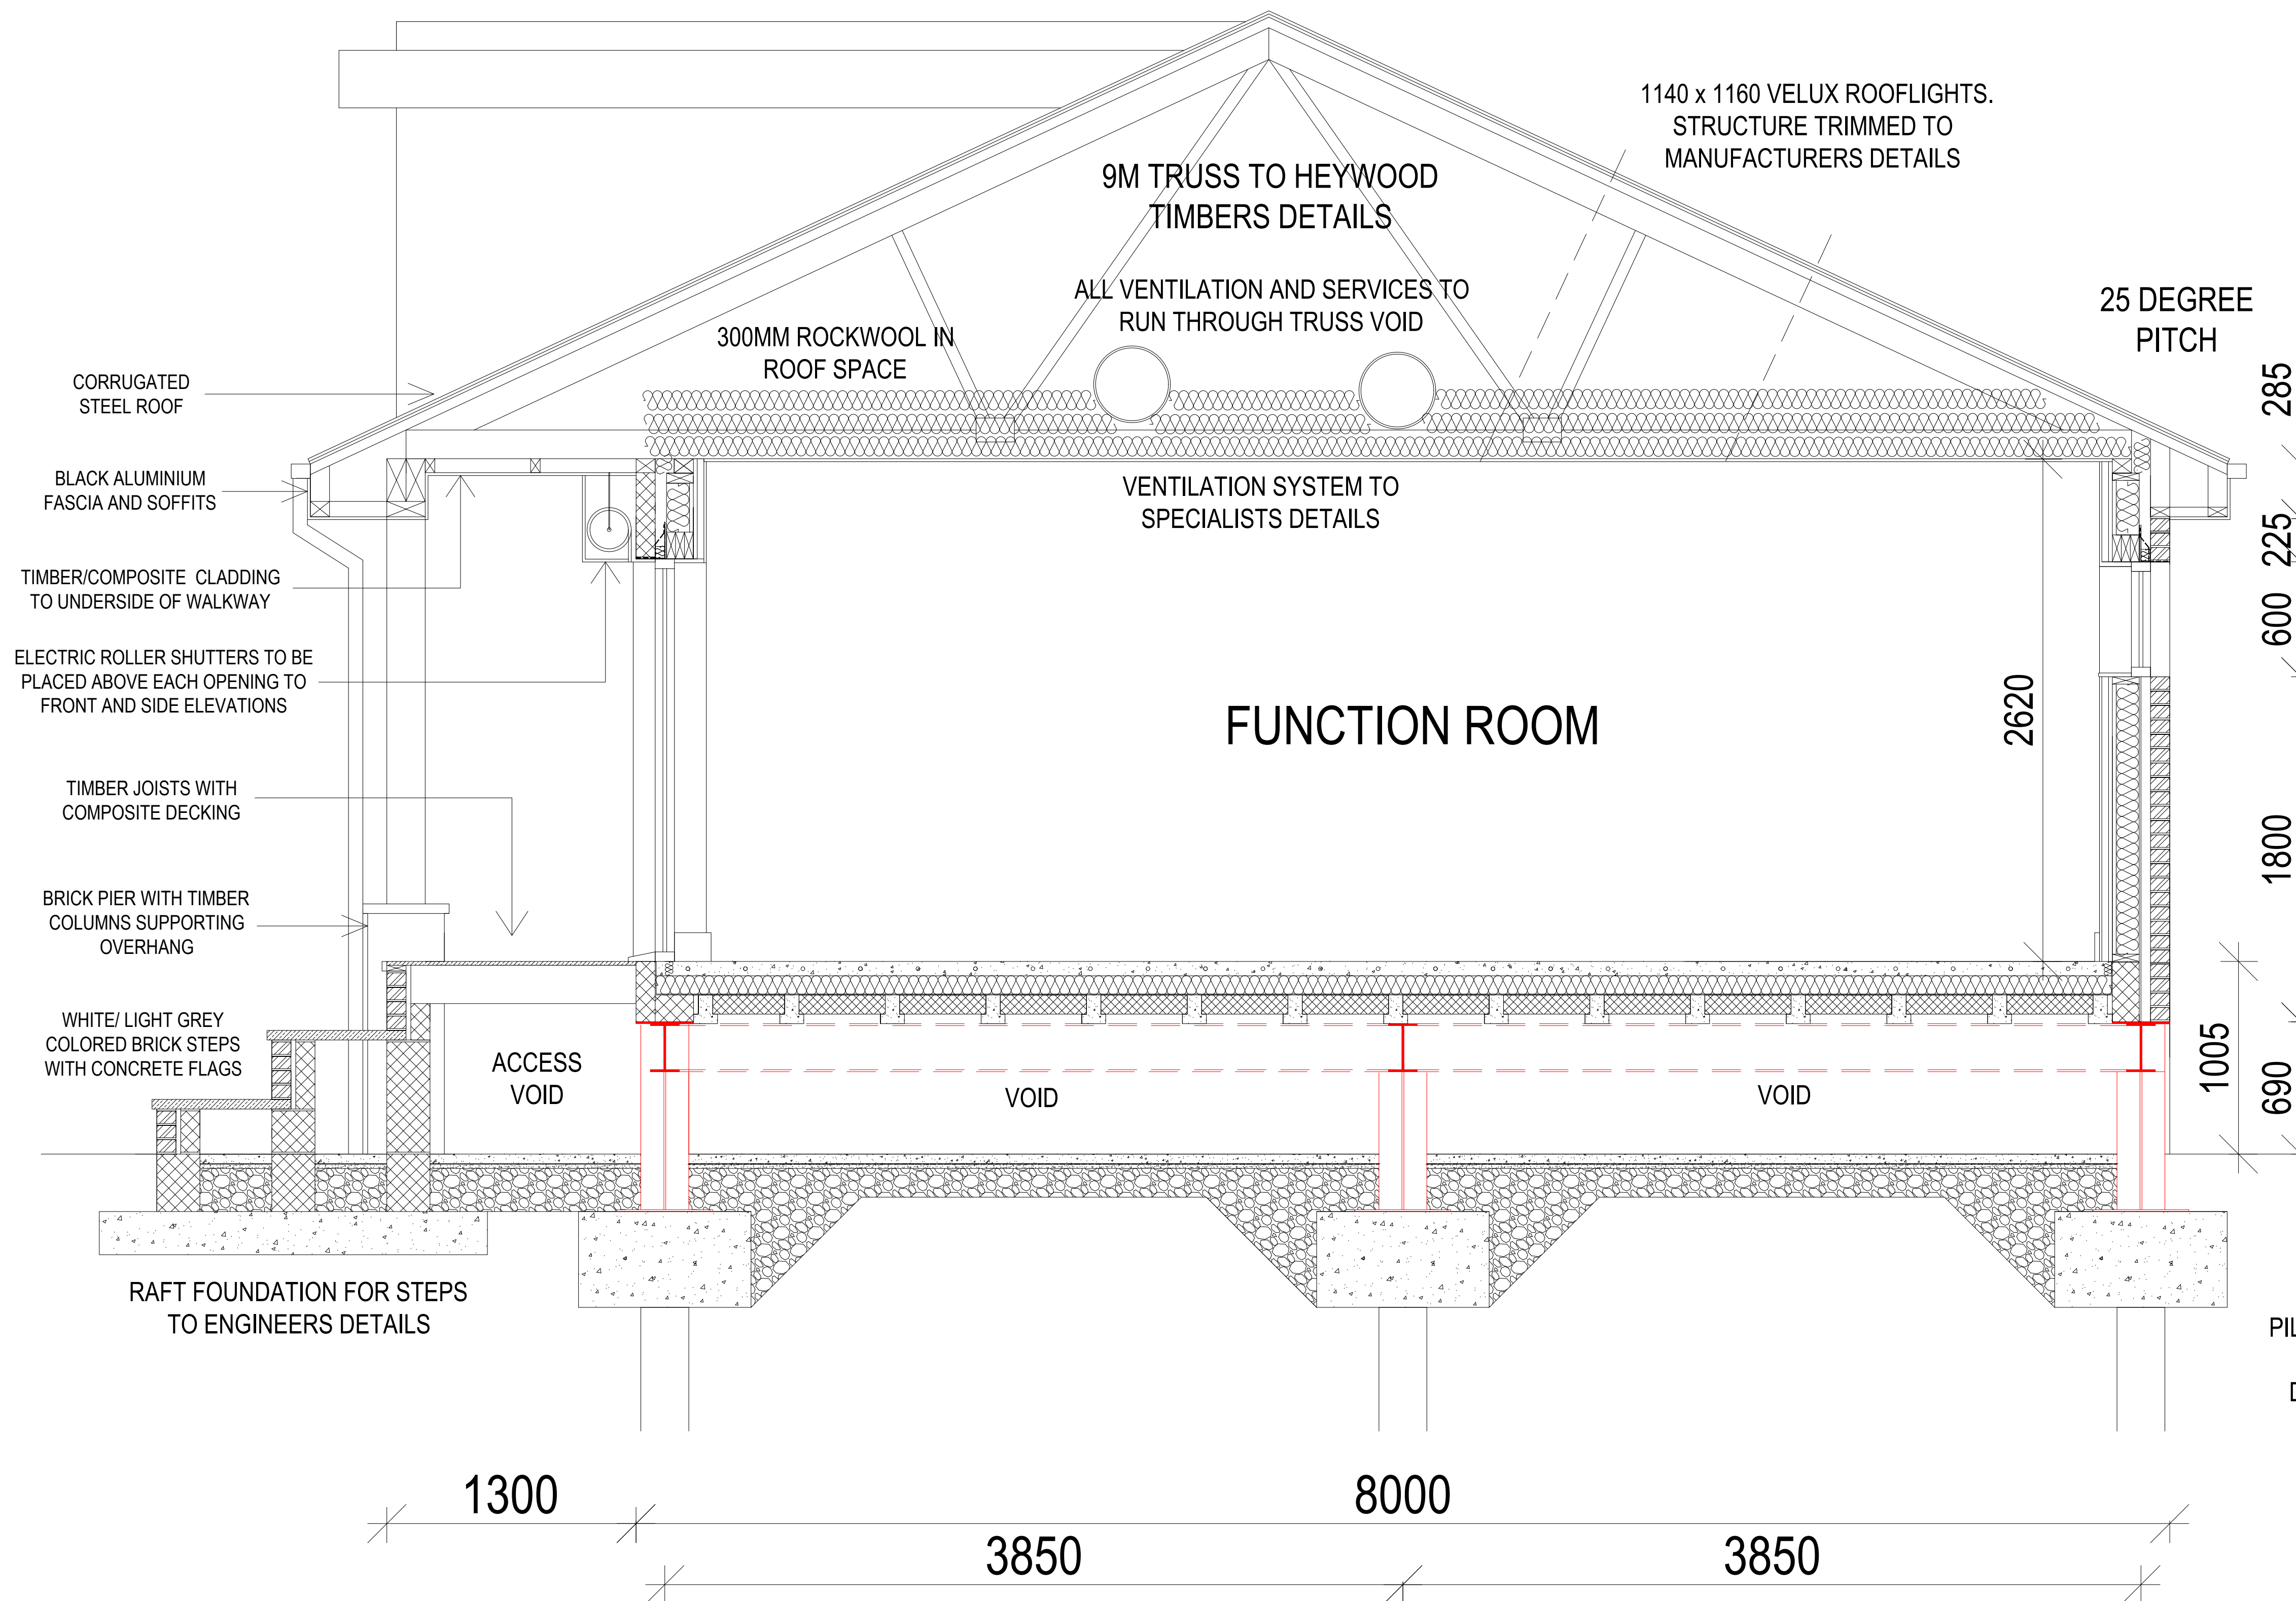 1140 x 1160 VELUX ROOFLIGHTS.
STRUCTURE TRIMMED TO
MANUFACTURERS DETAILS
9M TRUSS TO HEYWOOD
TIMBERS DETAILS
ALL VENTILATION AND SERVICES TO
RUN THROUGH TRUSS VOID
25 DEGREE
PITCH
300MM ROCKWOOL IN
ROOF SPACE
CORRUGATED
STEEL ROOF
285
BLACK ALUMINIUM
FASCIA AND SOFFITS
VENTILATION SYSTEM TO
SPECIALISTS DETAILS
225
TIMBER/COMPOSITE CLADDING
TO UNDERSIDE OF WALKWAY
600
ELECTRIC ROLLER SHUTTERS TO BE
PLACED ABOVE EACH OPENING TO
FRONT AND SIDE ELEVATIONS
FUNCTION ROOM
2620
TIMBER JOISTS WITH
COMPOSITE DECKING
1800
BRICK PIER WITH TIMBER
COLUMNS SUPPORTING
OVERHANG
WHITE/ LIGHT GREY
COLORED BRICK STEPS
WITH CONCRETE FLAGS
ACCESS
VOID
VOID
VOID
1005
690
RAFT FOUNDATION FOR STEPS
TO ENGINEERS DETAILS
1300
8000
3850
3850